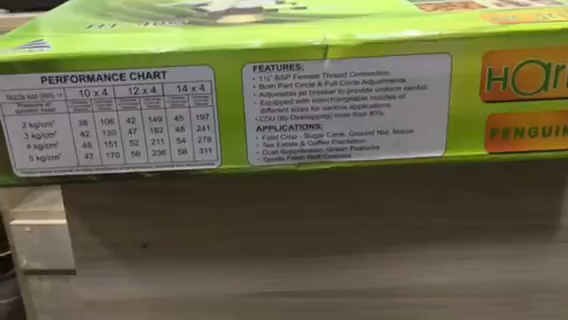 PERFORMANCE CHART
10 x 4 12 x 4 14 x 4
Pressure at
2 kg/cm² 38 106 42 149 45 197
3 kg/cm² 42 130 47 182 48 241
4 kg/cm² 45 151 52 211 54 278
5 kg/cm² 47 170 56 236 58 311
FEATURES:
• 1½" BSP Female Thread Connection.
• Both Part Circle & Full Circle Adjustments
• Adjustable jet breaker to provide uniform rainfall
• Equipped with interchangeable nozzles of
different sizes for various applications
• CDU (By Overlapping) more than 80%
APPLICATIONS:
• Field Crop - Sugar Cane, Ground Nut, Maize
• Tea Estate & Coffee Plantation
• Dust Suppression, Green Pastures
• Sports Field, Golf Courses
HAr
PENGUIN